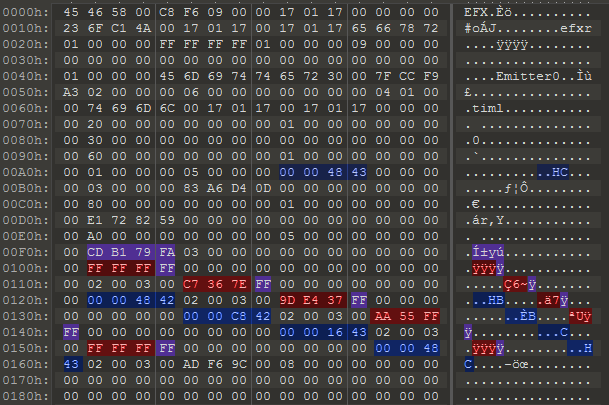 0000h: 45 46 58 00 C8 F6 09 00 00 17 01 17 00 00 00 00 EFX.Èö..........
0010h: 23 6F C1 4A 00 17 01 17 00 17 01 17 65 66 78 72 #oÁJ........efxr
0020h: 01 00 00 00 FF FF FF FF 01 00 00 00 09 00 00 00 ....ÿÿÿÿ........
0030h: 00 00 00 00 00 00 00 00 00 00 00 00 00 00 00 00 ................
0040h: 01 00 00 00 45 6D 69 74 74 65 72 30 00 7F CC F9 ....Emitter0..Ìù
0050h: A3 02 00 00 00 06 00 00 00 00 00 00 00 04 01 00 £...............
0060h: 00 74 69 6D 6C 00 17 01 17 00 17 01 17 00 00 00 .timl...........
0070h: 00 20 00 00 00 00 00 00 00 01 00 00 00 00 00 00 . ..............
0080h: 00 30 00 00 00 00 00 00 00 00 00 00 00 00 00 00 .0..............
0090h: 00 60 00 00 00 00 00 00 00 01 00 00 00 00 00 00 .`..............
00A0h: 00 01 00 00 00 05 00 00 00 00 00 48 43 00 00 00 ...........HC...
00B0h: 00 03 00 00 00 83 A6 D4 0D 00 00 00 00 00 00 00 .....ƒ¦Ô........
00C0h: 00 80 00 00 00 00 00 00 00 01 00 00 00 00 00 00 .€..............
00D0h: 00 E1 72 82 59 00 00 00 00 00 00 00 00 00 00 00 .ár‚Y...........
00E0h: 00 A0 00 00 00 00 00 00 00 05 00 00 00 00 00 00 . ..............
00F0h: 00 CD B1 79 FA 03 00 00 00 00 00 00 00 00 00 00 .Í±yú...........
0100h: 00 FF FF FF FF 00 00 00 00 00 00 00 00 00 00 00 .ÿÿÿÿ...........
0110h: 00 02 00 03 00 C7 36 7E FF 00 00 00 00 00 00 00 .....Ç6~ÿ.......
0120h: 00 00 00 48 42 02 00 03 00 9D E4 37 FF 00 00 00 ...HB.....ä7ÿ...
0130h: 00 00 00 00 00 00 00 C8 42 02 00 03 00 AA 55 FF .......ÈB....ªUÿ
0140h: FF 00 00 00 00 00 00 00 00 00 00 16 43 02 00 03 ÿ...........C...
0150h: 00 FF FF FF FF 00 00 00 00 00 00 00 00 00 00 48 .ÿÿÿÿ..........H
0160h: 43 02 00 03 00 AD F6 9C 00 08 00 00 00 00 00 00 C....-öœ........
0170h: 00 00 00 00 00 00 00 00 00 00 00 00 00 00 00 00 ................
0180h: 00 00 00 00 00 00 00 00 00 00 00 00 00 00 00 00 ................